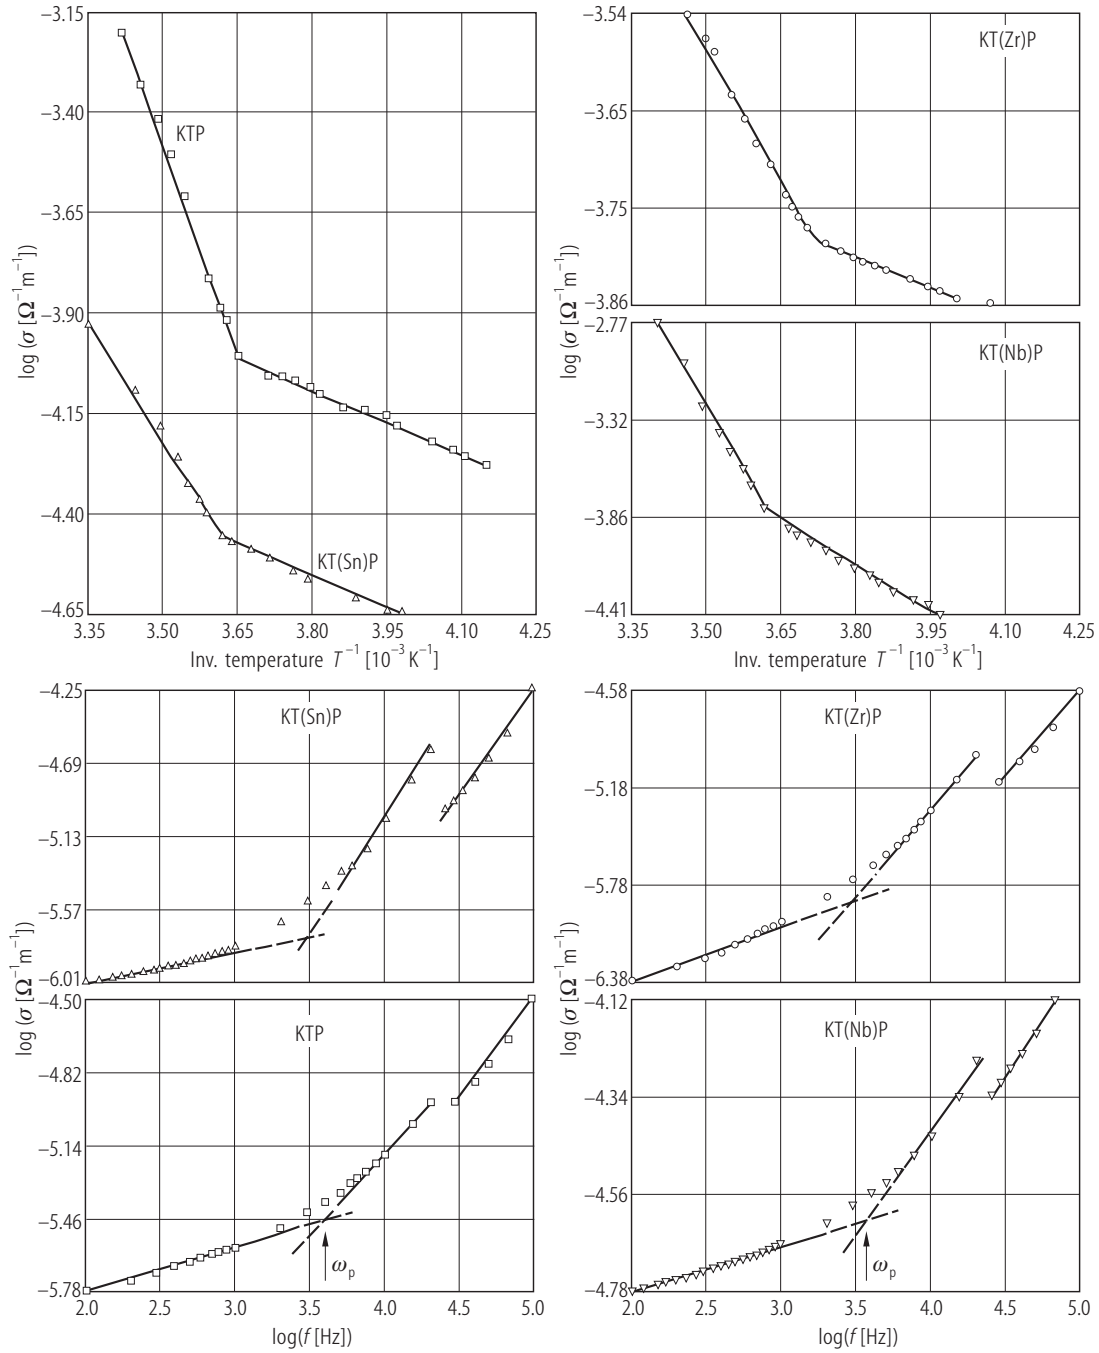 −3.15
−3.40
−3.65
−3.90
−4.15
−4.40
−4.65
log (σ [Ω⁻¹m⁻¹])
KTP
KT(Sn)P
3.35 3.50 3.65 3.80 3.95 4.10 4.25
Inv. temperature T⁻¹ [10⁻³ K⁻¹]
−3.54
−3.65
−3.75
−3.86
log (σ [Ω⁻¹m⁻¹])
KT(Zr)P
−2.77
−3.32
−3.86
−4.41
KT(Nb)P
3.35 3.50 3.65 3.80 3.95 4.10 4.25
Inv. temperature T⁻¹ [10⁻³ K⁻¹]
−4.25
−4.69
−5.13
−5.57
−6.01
KT(Sn)P
log (σ [Ω⁻¹m⁻¹])
−4.58
−5.18
−5.78
−6.38
KT(Zr)P
log (σ [Ω⁻¹m⁻¹])
−4.50
−4.82
−5.14
−5.46
−5.78
KTP
ωp
2.0 2.5 3.0 3.5 4.0 4.5 5.0
log(f [Hz])
−4.12
−4.34
−4.56
−4.78
KT(Nb)P
ωp
2.0 2.5 3.0 3.5 4.0 4.5 5.0
log(f [Hz])